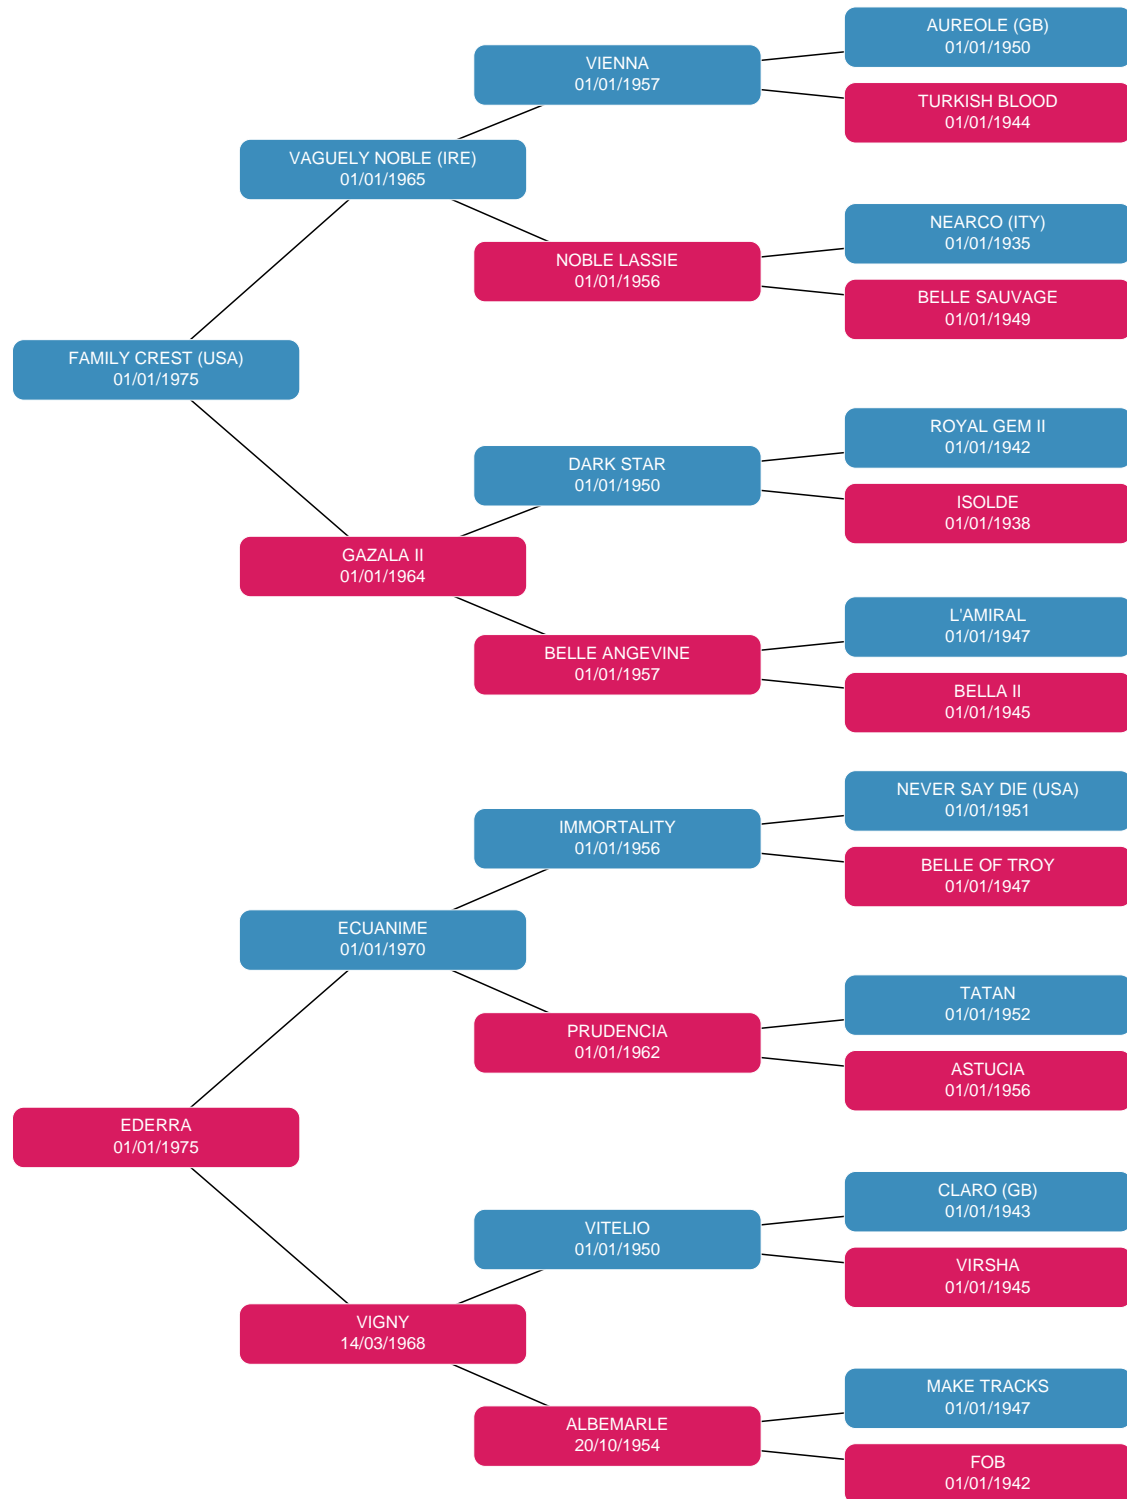 AUREOLE (GB)
01/01/1950
VIENNA
01/01/1957
TURKISH BLOOD
01/01/1944
VAGUELY NOBLE (IRE)
01/01/1965
NEARCO (ITY)
01/01/1935
NOBLE LASSIE
01/01/1956
BELLE SAUVAGE
01/01/1949
FAMILY CREST (USA)
01/01/1975
ROYAL GEM II
01/01/1942
DARK STAR
01/01/1950
ISOLDE
01/01/1938
GAZALA II
01/01/1964
L'AMIRAL
01/01/1947
BELLE ANGEVINE
01/01/1957
BELLA II
01/01/1945
NEVER SAY DIE (USA)
01/01/1951
IMMORTALITY
01/01/1956
BELLE OF TROY
01/01/1947
ECUANIME
01/01/1970
TATAN
01/01/1952
PRUDENCIA
01/01/1962
ASTUCIA
01/01/1956
EDERRA
01/01/1975
CLARO (GB)
01/01/1943
VITELIO
01/01/1950
VIRSHA
01/01/1945
VIGNY
14/03/1968
MAKE TRACKS
01/01/1947
ALBEMARLE
20/10/1954
FOB
01/01/1942